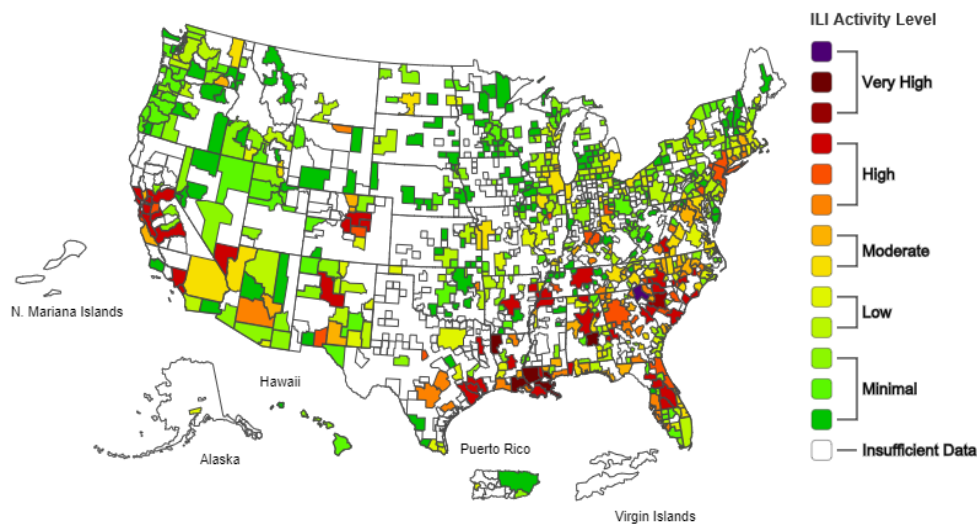 ILI Activity Level
Very High
High
Moderate
Low
Minimal
Insufficient Data
N. Mariana Islands
Hawaii
Alaska
Puerto Rico
Virgin Islands